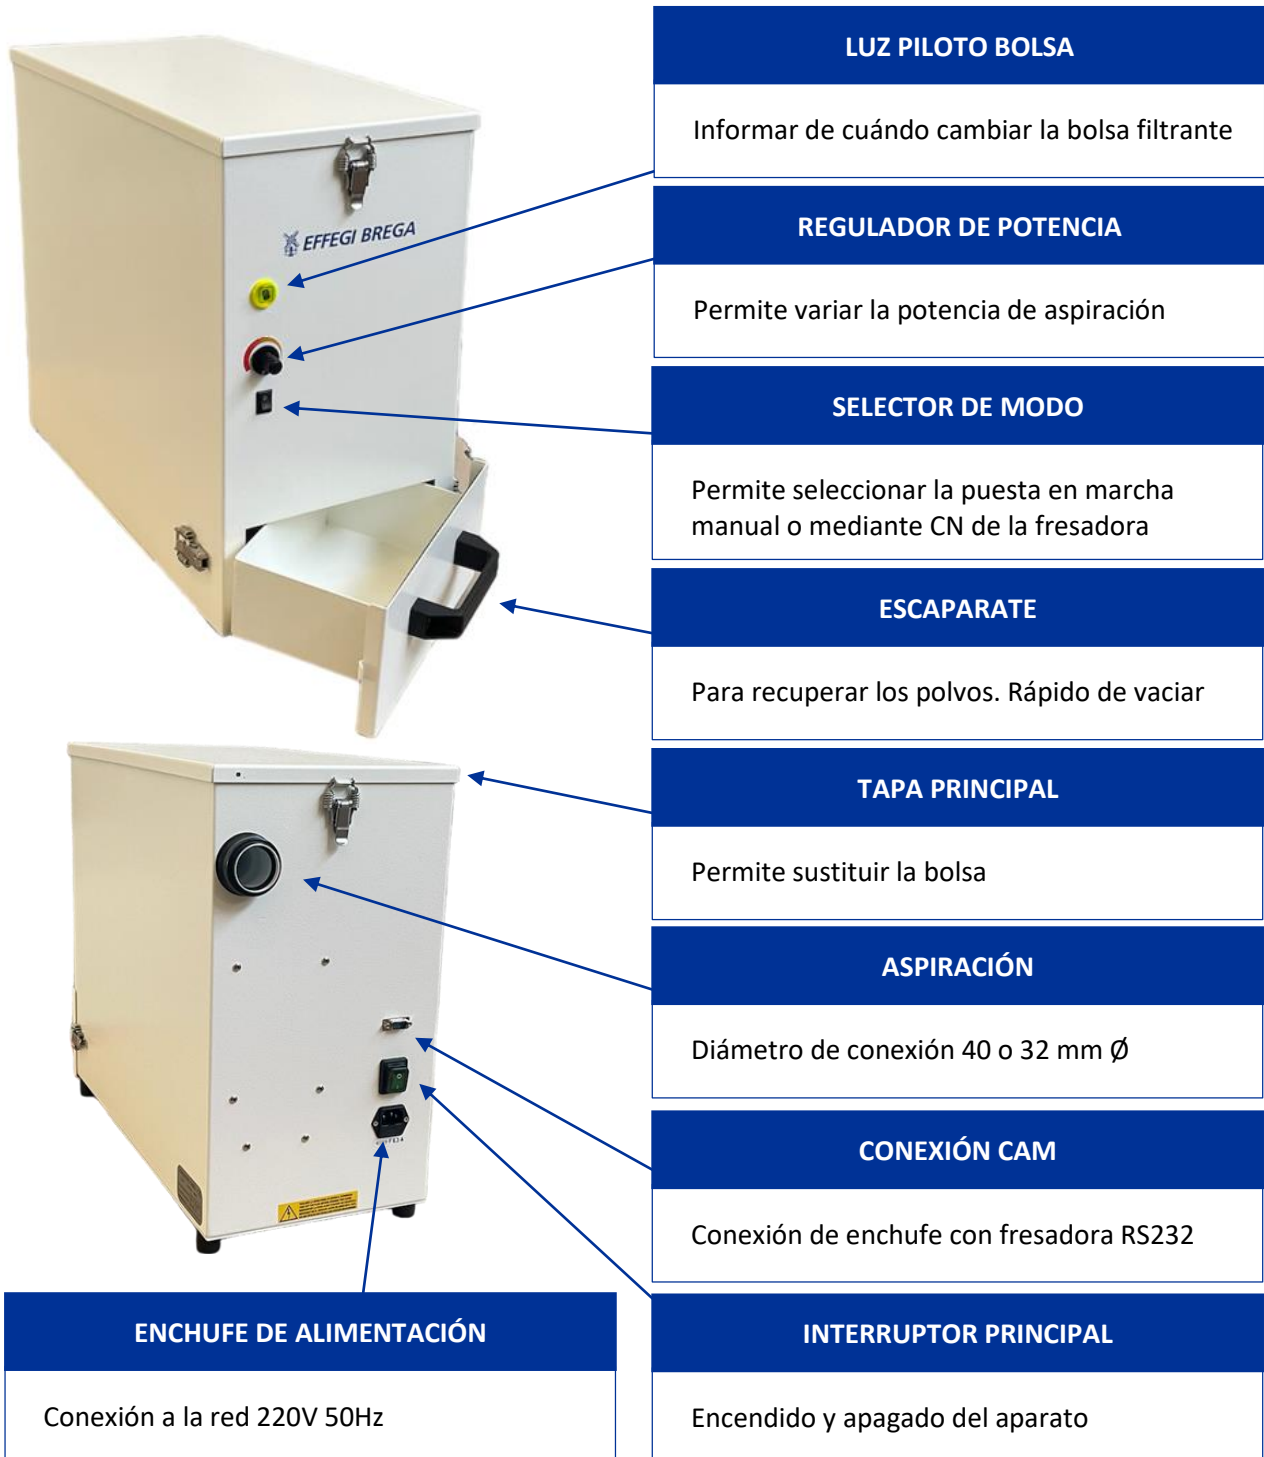 LUZ PILOTO BOLSA
Informar de cuándo cambiar la bolsa filtrante
EFFEGI BREGA
REGULADOR DE POTENCIA
Permite variar la potencia de aspiración
SELECTOR DE MODO
Permite seleccionar la puesta en marcha
manual o mediante CN de la fresadora
ESCAPARATE
Para recuperar los polvos. Rápido de vaciar
TAPA PRINCIPAL
Permite sustituir la bolsa
ASPIRACIÓN
Diámetro de conexión 40 o 32 mm Ø
CONEXIÓN CAM
Conexión de enchufe con fresadora RS232
ENCHUFE DE ALIMENTACIÓN
Conexión a la red 220V 50Hz
INTERRUPTOR PRINCIPAL
Encendido y apagado del aparato